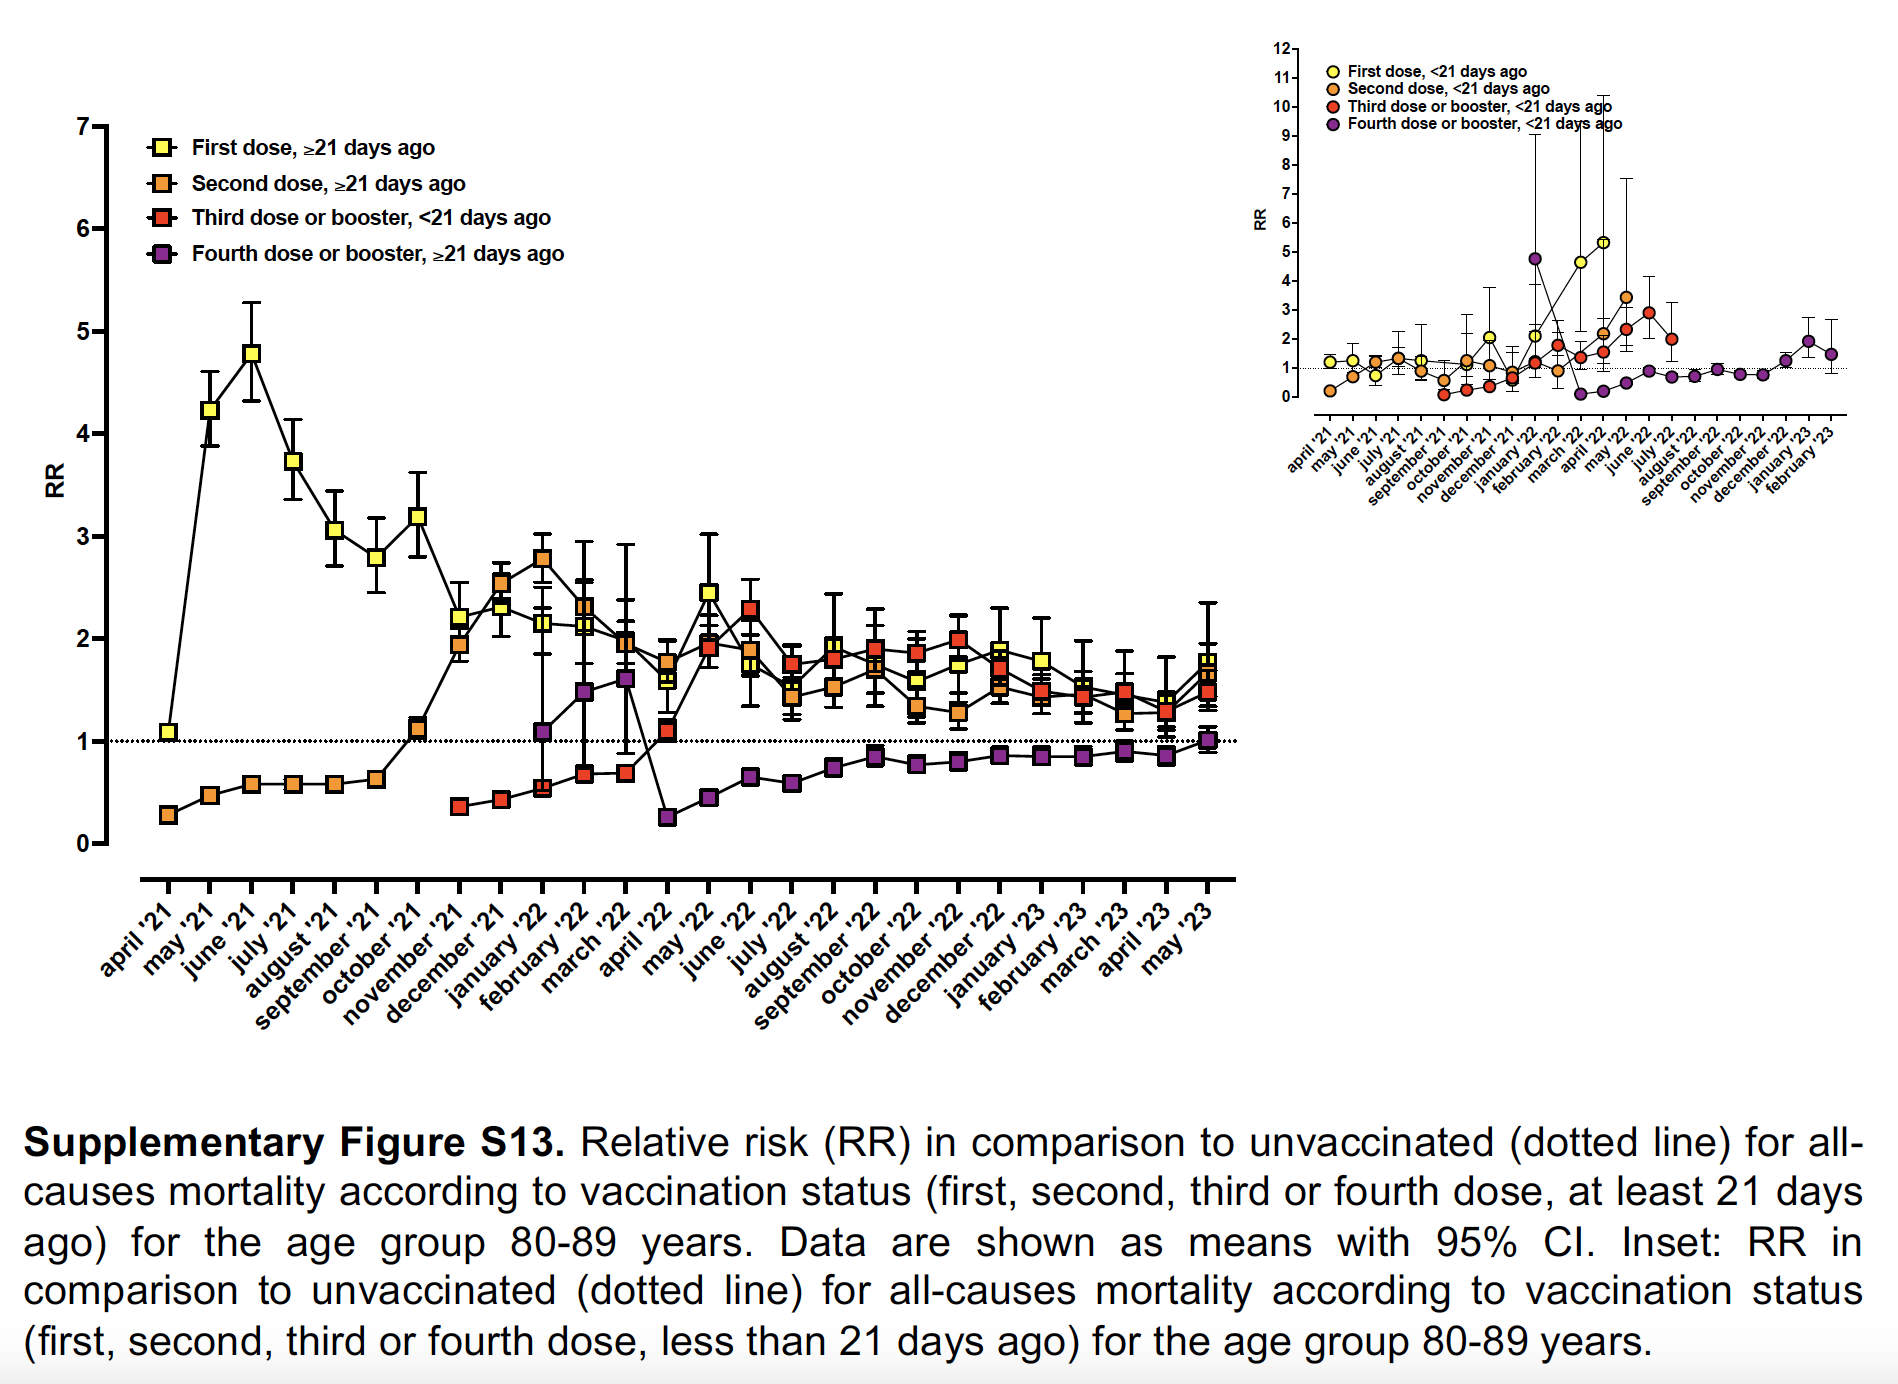 7
6
5
4
3
2
1
0
RR
First dose, ≥21 days ago
Second dose, ≥21 days ago
Third dose or booster, <21 days ago
Fourth dose or booster, ≥21 days ago
april '21
may '21
june '21
july '21
august '21
september '21
october '21
november '21
december '21
january '22
february '22
march '22
april '22
may '22
june '22
july '22
august '22
september '22
october '22
november '22
december '22
january '23
february '23
march '23
april '23
may '23
12
11
10
9
8
7
6
5
4
3
2
1
0
RR
First dose, <21 days ago
Second dose, <21 days ago
Third dose or booster, <21 days ago
Fourth dose or booster, <21 days ago
april '21
may '21
june '21
july '21
august '21
september '21
october '21
november '21
december '21
january '22
february '22
march '22
april '22
may '22
june '22
july '22
august '22
september '22
october '22
november '22
december '22
january '23
february '23
Supplementary Figure S13. Relative risk (RR) in comparison to unvaccinated (dotted line) for all-
causes mortality according to vaccination status (first, second, third or fourth dose, at least 21 days
ago) for the age group 80-89 years. Data are shown as means with 95% CI. Inset: RR in
comparison to unvaccinated (dotted line) for all-causes mortality according to vaccination status
(first, second, third or fourth dose, less than 21 days ago) for the age group 80-89 years.